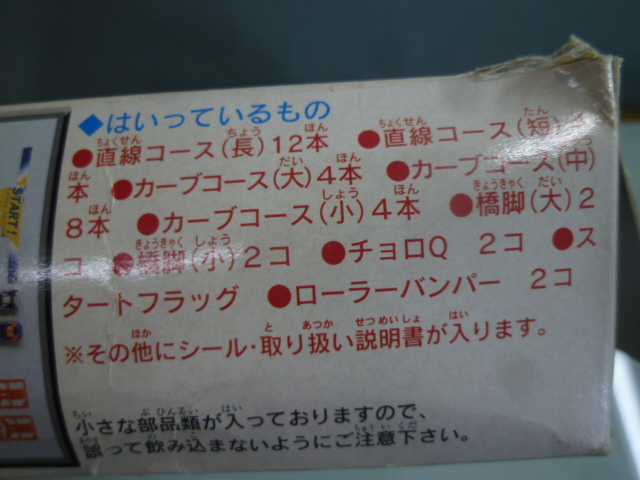 ◆はいっているもの
●直線コース(長)12本 ●直線コース(短)
本 ●カーブコース(大)4本 ●カーブコース(中)
8本 ●カーブコース(小)4本 ●橋脚(大)2
コ ●橋脚(小)2コ ●チョロQ 2コ ●ス
タートフラッグ ●ローラーバンパー 2コ
※その他にシール・取り扱い説明書が入ります。
小さな部品類が入っておりますので、
誤って飲み込まないようにご注意下さい。
START!